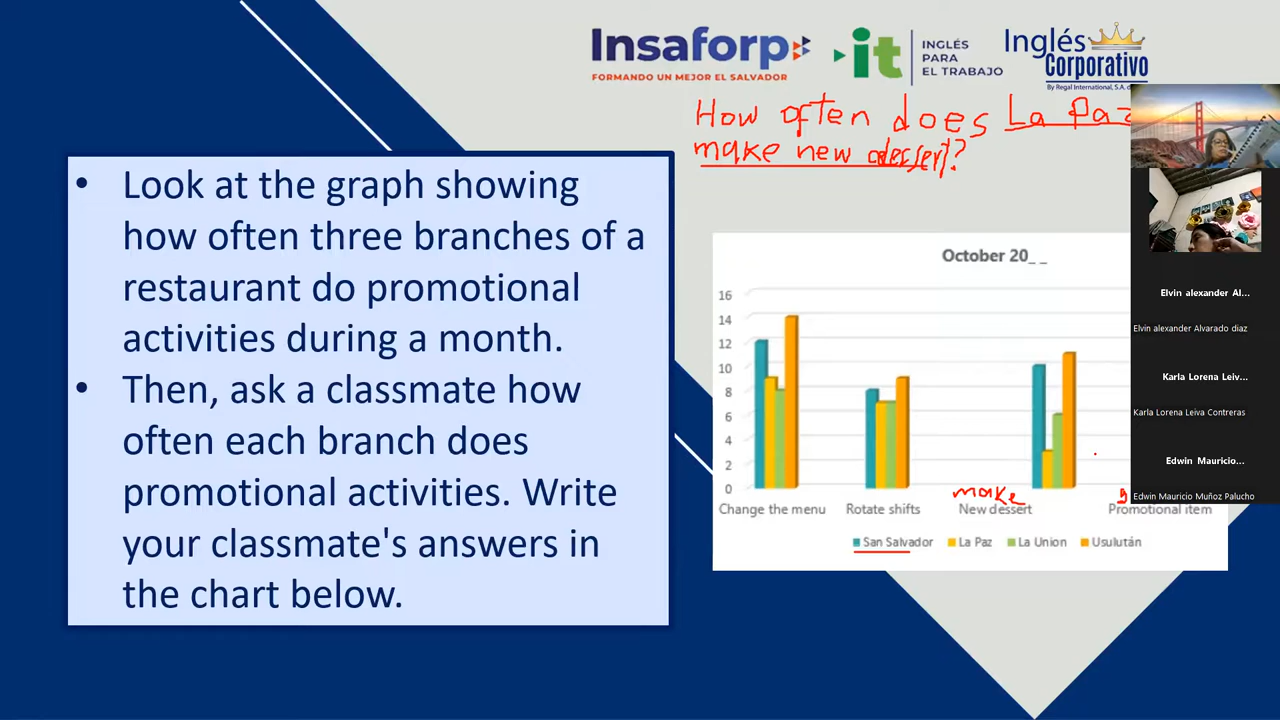 Insaforp
FORMANDO UN MEJOR EL SALVADOR
it
INGLÉS
PARA
EL TRABAJO
Inglés
Corporativo
By Regal International, S.A. d
How often does La Paz
make new dessert?
• Look at the graph showing
how often three branches of a
restaurant do promotional
activities during a month.
• Then, ask a classmate how
often each branch does
promotional activities. Write
your classmate's answers in
the chart below.
October 20_ _
16
14
12
10
8
6
4
2
0
make
Change the menu
Rotate shifts
New dessert
Promotional item
San Salvador
La Paz
La Union
Usulután
Elvin alexander Al...
Elvin alexander Alvarado diaz
Karla Lorena Leiv...
Karla Lorena Leiva Contreras
Edwin Mauricio...
Edwin Mauricio Muñoz Palucho